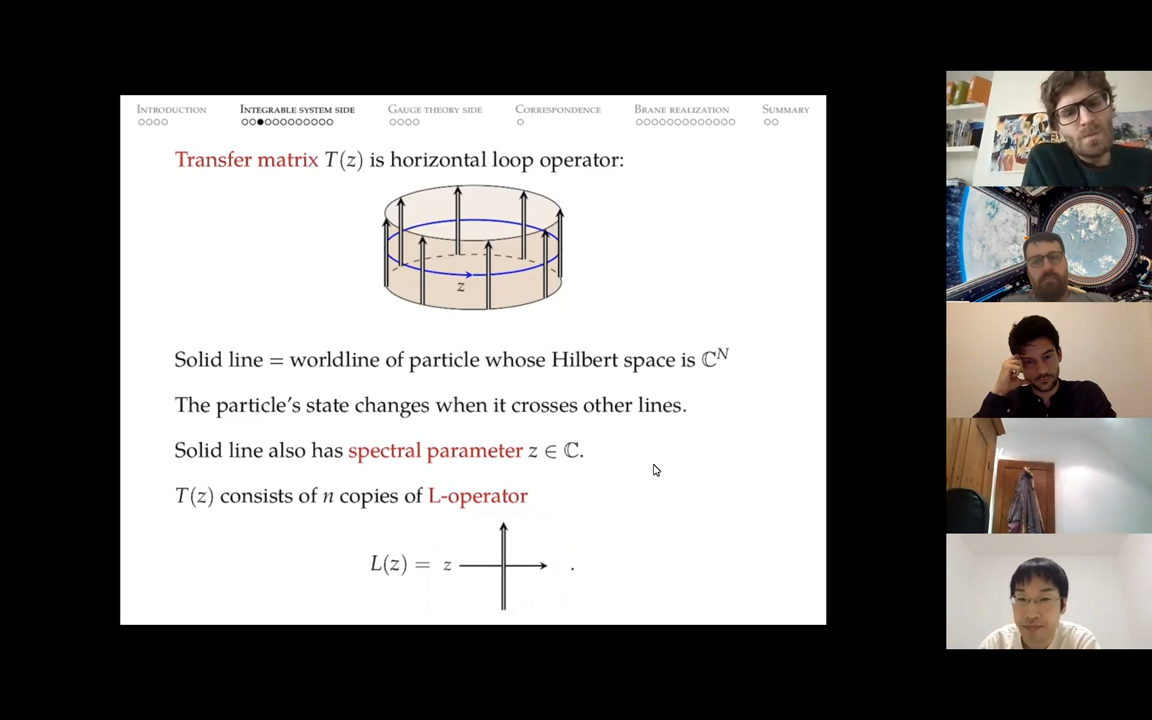 INTRODUCTION INTEGRABLE SYSTEM SIDE GAUGE THEORY SIDE CORRESPONDENCE BRANE REALIZATION SUMMARY
Transfer matrix T(z) is horizontal loop operator:
z
Solid line = worldline of particle whose Hilbert space is ℂᴺ
The particle's state changes when it crosses other lines.
Solid line also has spectral parameter z ∈ ℂ.
T(z) consists of n copies of L-operator
L(z) = z .